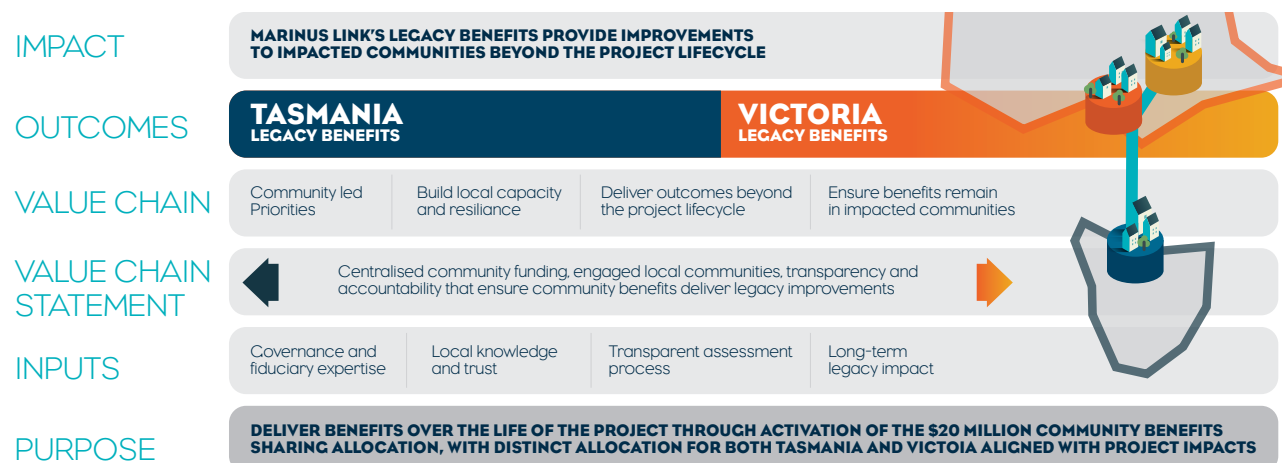 IMPACT
MARINUS LINK'S LEGACY BENEFITS PROVIDE IMPROVEMENTS
TO IMPACTED COMMUNITIES BEYOND THE PROJECT LIFECYCLE
OUTCOMES
TASMANIA
LEGACY BENEFITS
VICTORIA
LEGACY BENEFITS
VALUE CHAIN
Community led
Priorities
Build local capacity
and resiliance
Deliver outcomes beyond
the project lifecycle
Ensure benefits remain
in impacted communities
VALUE CHAIN
STATEMENT
Centralised community funding, engaged local communities, transparency and
accountability that ensure community benefits deliver legacy improvements
INPUTS
Governance and
fiduciary expertise
Local knowledge
and trust
Transparent assessment
process
Long-term
legacy impact
PURPOSE
DELIVER BENEFITS OVER THE LIFE OF THE PROJECT THROUGH ACTIVATION OF THE $20 MILLION COMMUNITY BENEFITS
SHARING ALLOCATION, WITH DISTINCT ALLOCATION FOR BOTH TASMANIA AND VICTOIA ALIGNED WITH PROJECT IMPACTS